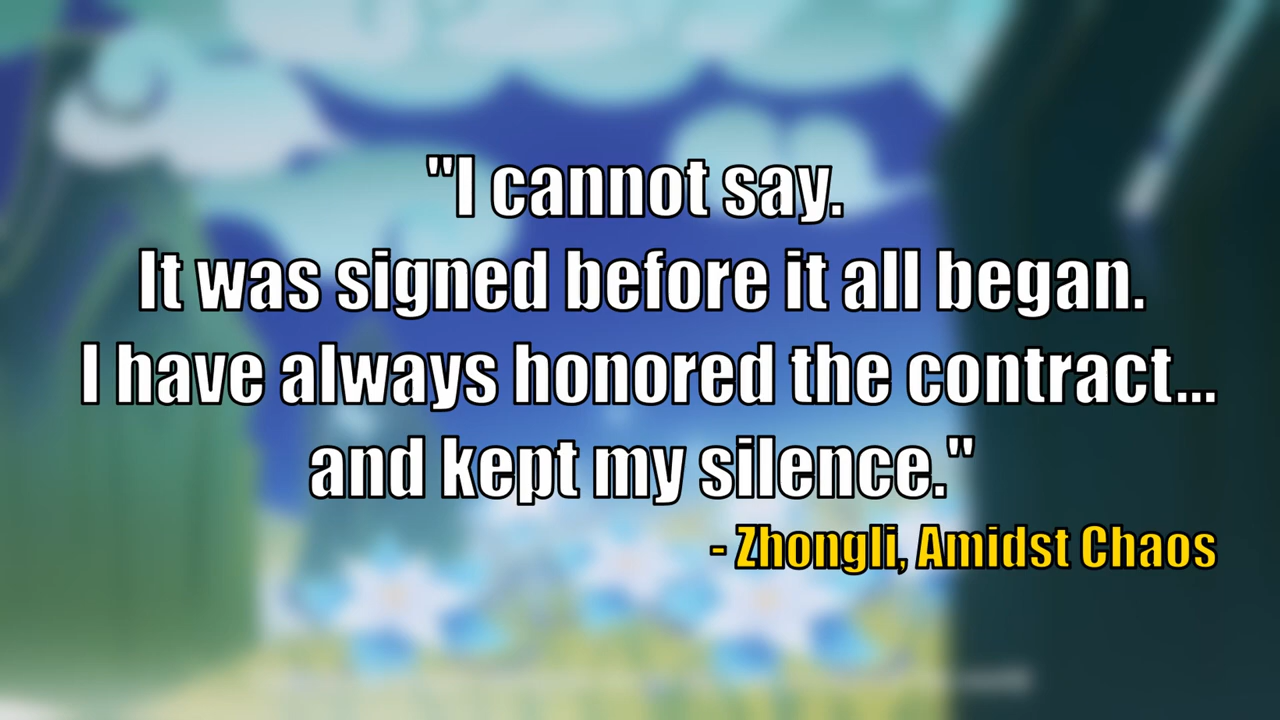 "I cannot say.
It was signed before it all began.
I have always honored the contract...
and kept my silence."
- Zhongli, Amidst Chaos